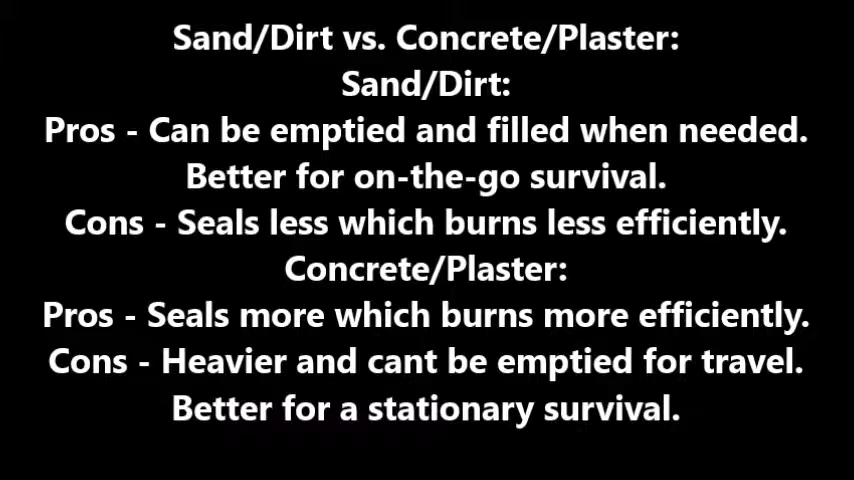 Sand/Dirt vs. Concrete/Plaster:
Sand/Dirt:
Pros - Can be emptied and filled when needed.
Better for on-the-go survival.
Cons - Seals less which burns less efficiently.
Concrete/Plaster:
Pros - Seals more which burns more efficiently.
Cons - Heavier and cant be emptied for travel.
Better for a stationary survival.